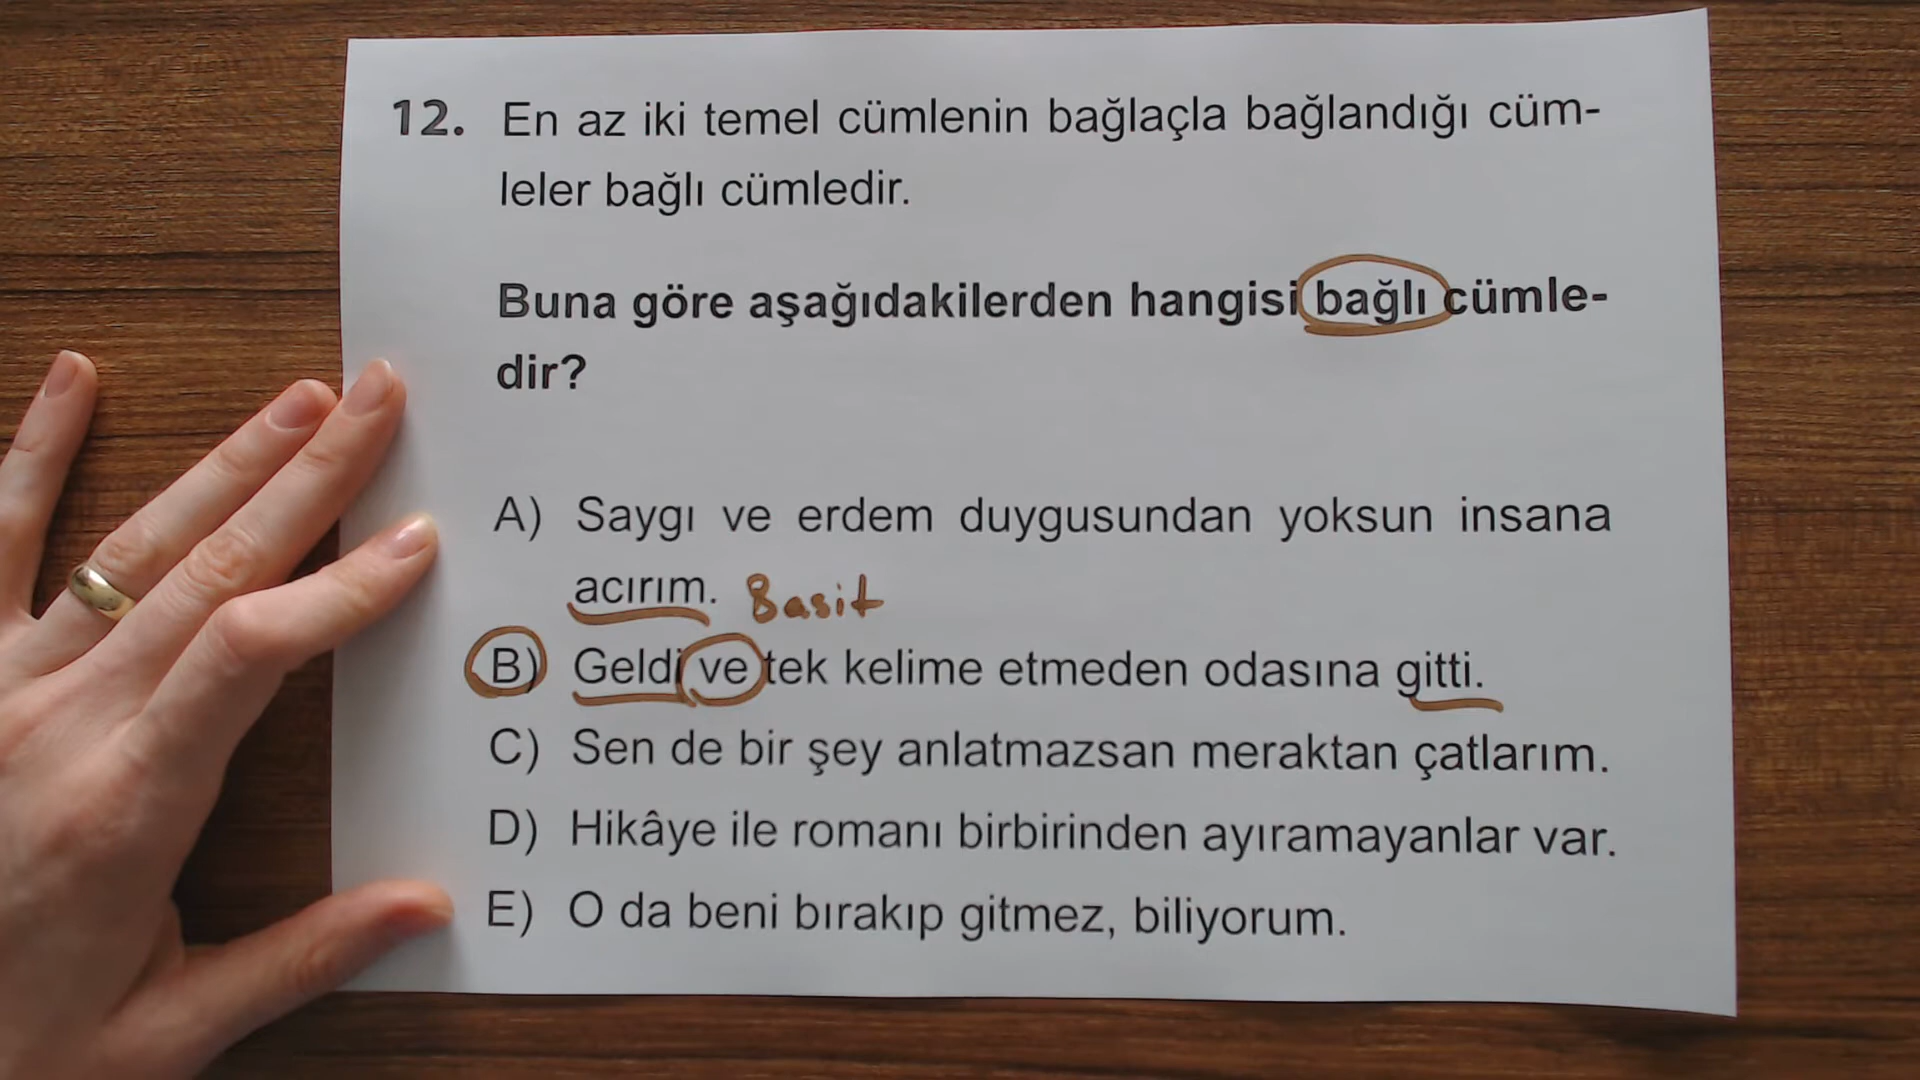 12. En az iki temel cümlenin bağlaçla bağlandığı cüm-
leler bağlı cümledir.
Buna göre aşağıdakilerden hangisi bağlı cümle-
dir?
A) Saygı ve erdem duygusundan yoksun insana
acırım. Basit
B) Geldi ve tek kelime etmeden odasına gitti.
C) Sen de bir şey anlatmazsan meraktan çatlarım.
D) Hikâye ile romanı birbirinden ayıramayanlar var.
E) O da beni bırakıp gitmez, biliyorum.